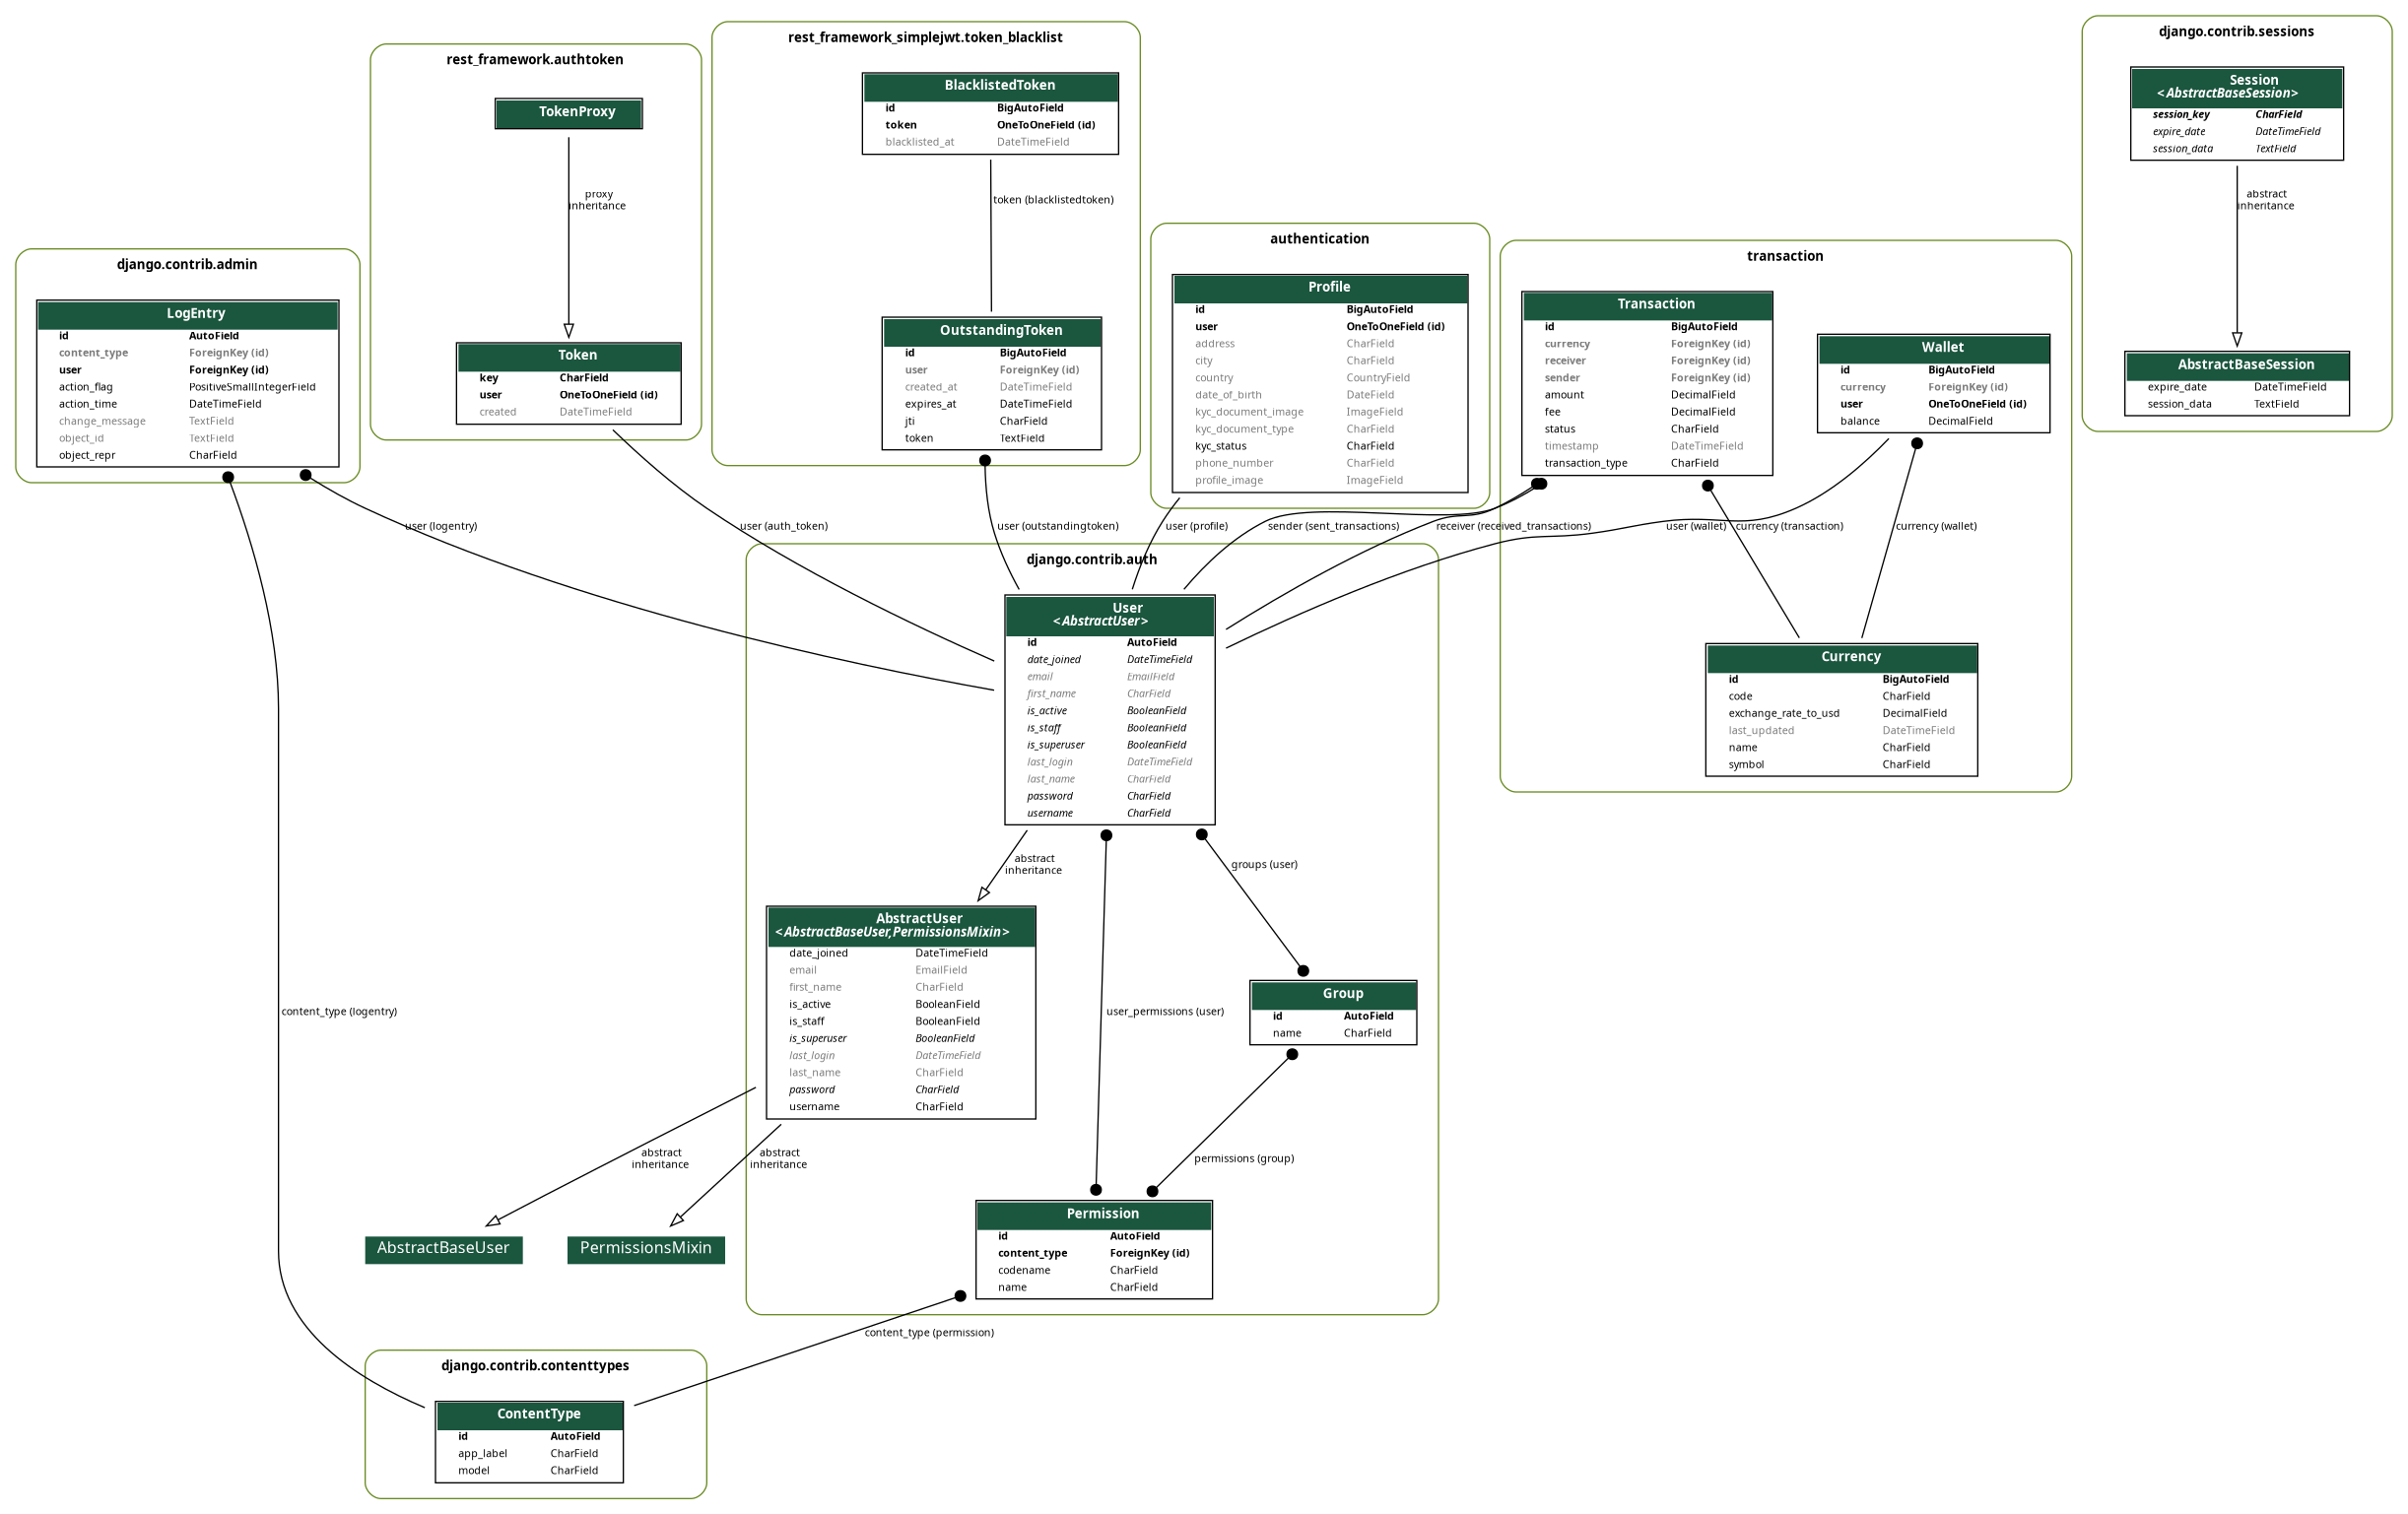 django.contrib.admin
LogEntry
id AutoField
content_type ForeignKey (id)
user ForeignKey (id)
action_flag PositiveSmallIntegerField
action_time DateTimeField
change_message TextField
object_id TextField
object_repr CharField
rest_framework.authtoken
TokenProxy
proxy
inheritance
Token
key CharField
user OneToOneField (id)
created DateTimeField
rest_framework_simplejwt.token_blacklist
BlacklistedToken
id BigAutoField
token OneToOneField (id)
blacklisted_at DateTimeField
token (blacklistedtoken)
OutstandingToken
id BigAutoField
user ForeignKey (id)
created_at DateTimeField
expires_at DateTimeField
jti CharField
token TextField
authentication
Profile
id BigAutoField
user OneToOneField (id)
address CharField
city CharField
country CountryField
date_of_birth DateField
kyc_document_image ImageField
kyc_document_type CharField
kyc_status CharField
phone_number CharField
profile_image ImageField
transaction
Transaction
id BigAutoField
currency ForeignKey (id)
receiver ForeignKey (id)
sender ForeignKey (id)
amount DecimalField
fee DecimalField
status CharField
timestamp DateTimeField
transaction_type CharField
Wallet
id BigAutoField
currency ForeignKey (id)
user OneToOneField (id)
balance DecimalField
django.contrib.sessions
Session
<AbstractBaseSession>
session_key CharField
expire_date DateTimeField
session_data TextField
abstract
inheritance
AbstractBaseSession
expire_date DateTimeField
session_data TextField
user (logentry)
user (auth_token)
user (outstandingtoken)
user (profile)
sender (sent_transactions)
receiver (received_transactions)
user (wallet)
currency (transaction)
currency (wallet)
Currency
id BigAutoField
code CharField
exchange_rate_to_usd DecimalField
last_updated DateTimeField
name CharField
symbol CharField
django.contrib.auth
User
<AbstractUser>
id AutoField
date_joined DateTimeField
email EmailField
first_name CharField
is_active BooleanField
is_staff BooleanField
is_superuser BooleanField
last_login DateTimeField
last_name CharField
password CharField
username CharField
abstract
inheritance
groups (user)
AbstractUser
<AbstractBaseUser,PermissionsMixin>
date_joined DateTimeField
email EmailField
first_name CharField
is_active BooleanField
is_staff BooleanField
is_superuser BooleanField
last_login DateTimeField
last_name CharField
password CharField
username CharField
content_type (logentry)
user_permissions (user)
Group
id AutoField
name CharField
abstract
inheritance
abstract
inheritance
permissions (group)
AbstractBaseUser
PermissionsMixin
Permission
id AutoField
content_type ForeignKey (id)
codename CharField
name CharField
content_type (permission)
django.contrib.contenttypes
ContentType
id AutoField
app_label CharField
model CharField